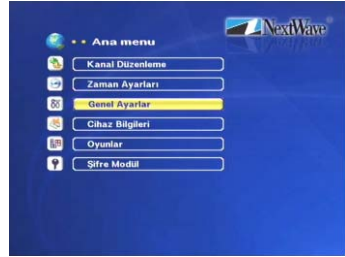 NextWave
Ana menu
Kanal Düzenleme
Zaman Ayarları
Genel Ayarlar
Cihaz Bilgileri
Oyunlar
Şifre Modül